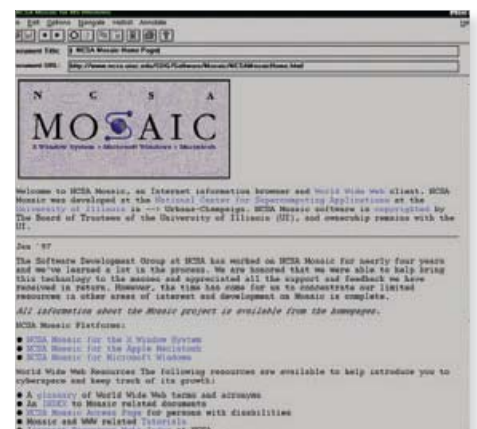 NCSA Mosaic for MS Windows
Edit Options Navigate Annotate
Document Title: NCSA Mosaic Home Page
Document URL: http://www.ncsa.uiuc.edu/SDG/Software/Mosaic/NCSAMosaicHome.html
N C S A
MOSAIC
X Window System • Microsoft Windows • Macintosh
Welcome to NCSA Mosaic, an Internet information browser and World Wide Web client. NCSA
Mosaic was developed at the National Center for Supercomputing Applications at the
University of Illinois in --> Urbana-Champaign. NCSA Mosaic software is copyrighted by
The Board of Trustees of the University of Illinois (UI), and ownership remains with the
UI.
Jan '97
The Software Development Group at NCSA has worked on NCSA Mosaic for nearly four years
and we've learned a lot in the process. We are honored that we were able to help bring
this technology to the masses and appreciated all the support and feedback we have
received in return. However, the time has come for us to concentrate our limited
resources in other areas of interest and development on Mosaic is complete.
All information about the Mosaic project is available from the homepages.
NCSA Mosaic Platforms:
● NCSA Mosaic for the X Window System
● NCSA Mosaic for the Apple Macintosh
● NCSA Mosaic for Microsoft Windows
World Wide Web Resources The following resources are available to help introduce you to
cyberspace and keep track of its growth:
● A glossary of World Wide Web terms and acronyms
● An INDEX to Mosaic related documents
● NCSA Mosaic Access Page for persons with disabilities
● Mosaic and WWW related Tutorials